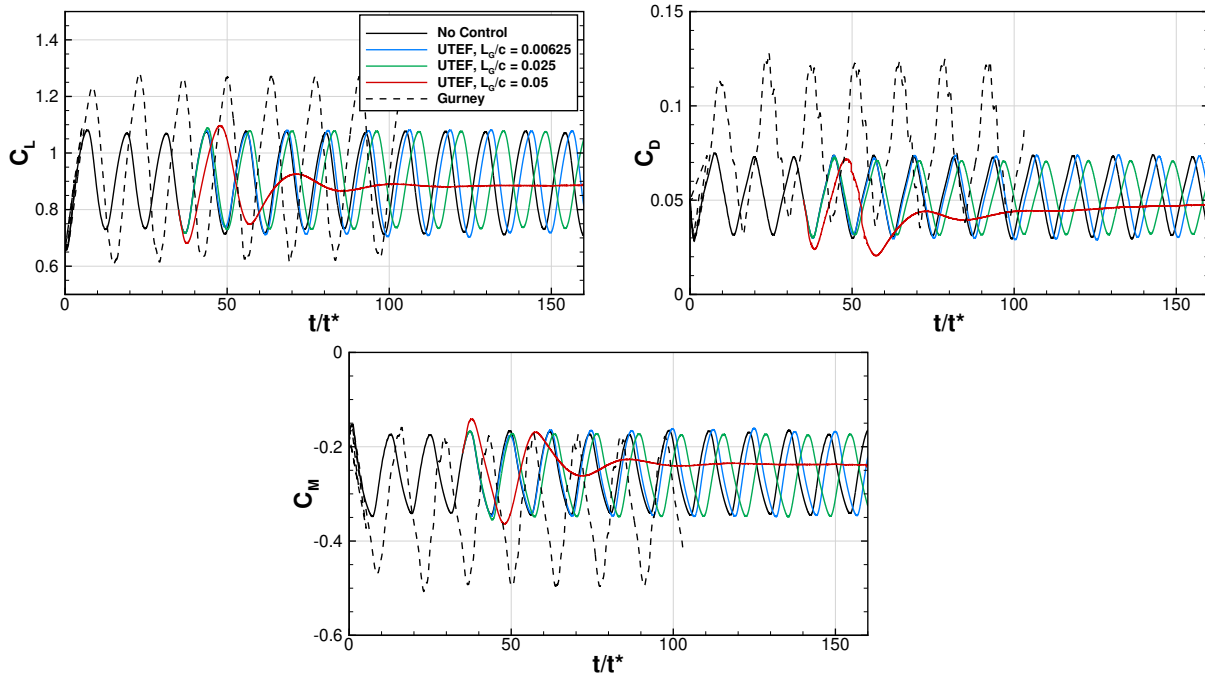 No Control
UTEF, L_G/c = 0.00625
UTEF, L_G/c = 0.025
UTEF, L_G/c = 0.05
Gurney
C_L
1.4
1.2
1
0.8
0.6
0
50
100
150
t/t*
C_D
0.15
0.1
0.05
0
0
50
100
150
t/t*
C_M
0
-0.2
-0.4
-0.6
0
50
100
150
t/t*